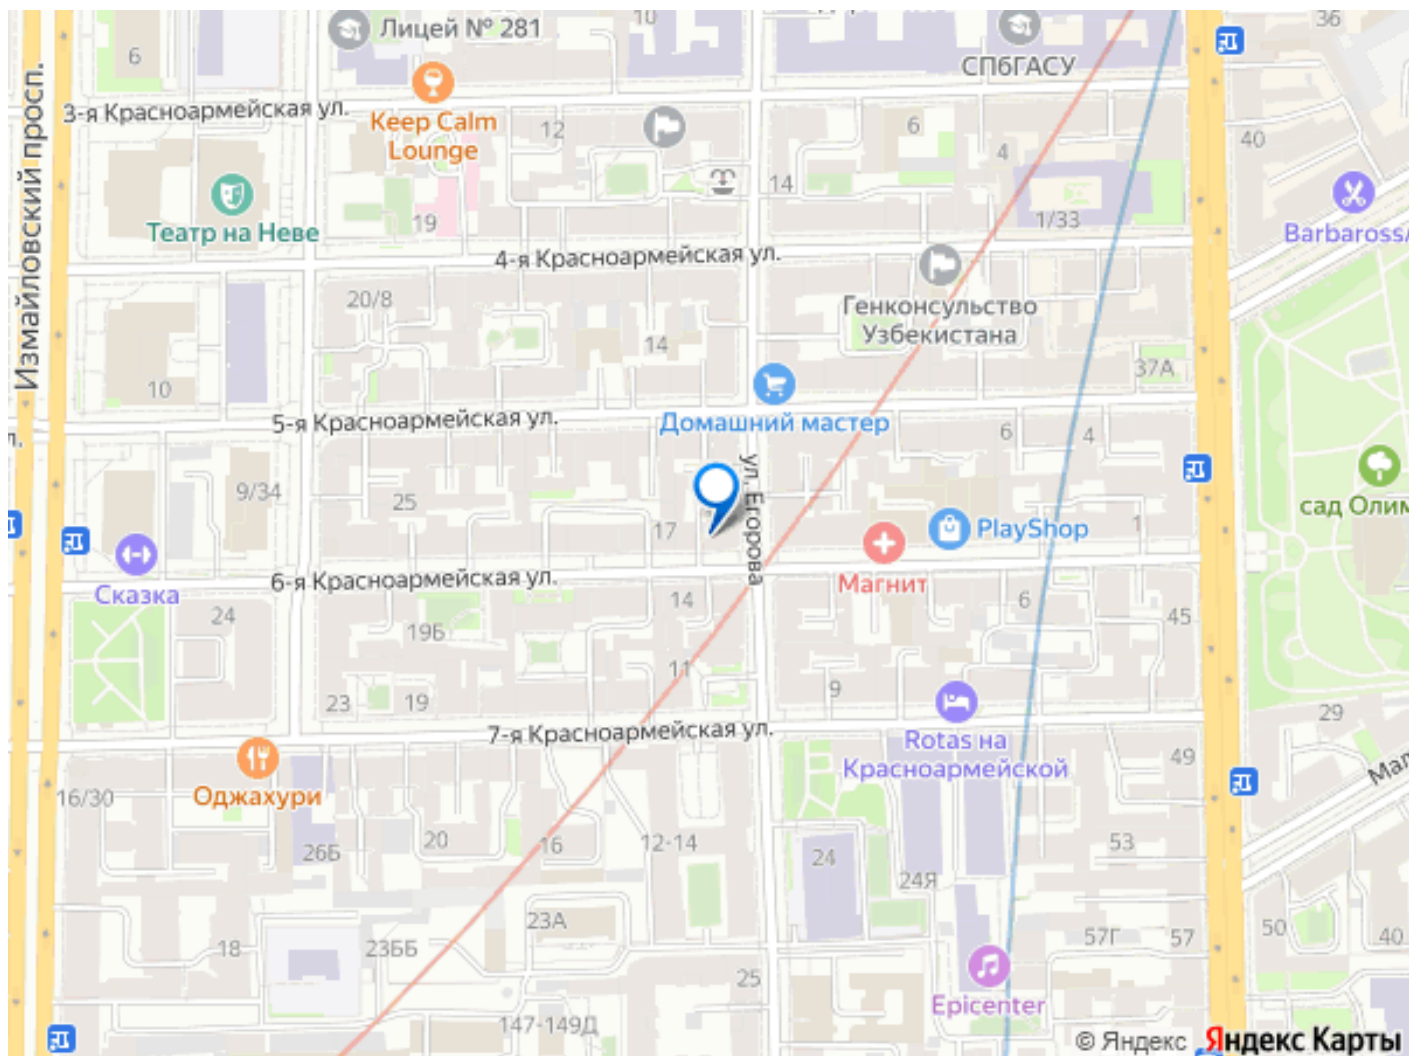 Лицей № 281
10
36
6
СПбГАСУ
3-я Красноармейская ул.
Keep Calm
Lounge
12
6
40
4
14
Измайловский просп.
Театр на Неве
19
1/33
Barbaross
4-я Красноармейская ул.
20/8
Генконсульство
Узбекистана
14
37А
10
5-я Красноармейская ул.
Домашний мастер
6
4
л.
ул. Егорова
9/34
25
17
сад Олим
PlayShop
1
6-я Красноармейская ул.
Магнит
Сказка
24
14
6
45
19Б
11
9
23
19
29
7-я Красноармейская ул.
Rotas на
Красноармейской
49
Мал
16/30
Оджахури
20
16
12-14
53
26Б
24
24Я
23А
18
23ББ
57Г
57
50
40
25
Epicenter
147-149Д
© Яндекс Яндекс Карты